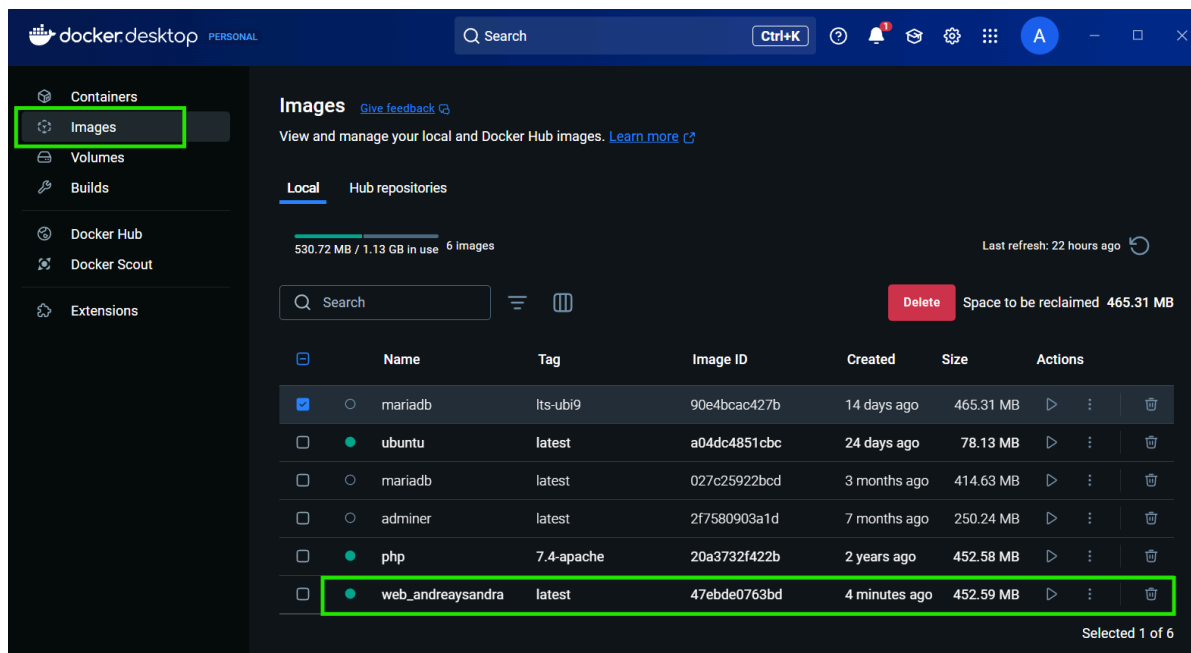 docker.desktop PERSONAL Search Ctrl+K 1 A
Containers
Images
Volumes
Builds
Docker Hub
Docker Scout
Extensions
Images Give feedback
View and manage your local and Docker Hub images. Learn more
Local Hub repositories
530.72 MB / 1.13 GB in use 6 images Last refresh: 22 hours ago
Search Delete Space to be reclaimed 465.31 MB
Name Tag Image ID Created Size Actions
mariadb lts-ubi9 90e4bcac427b 14 days ago 465.31 MB
ubuntu latest a04dc4851cbc 24 days ago 78.13 MB
mariadb latest 027c25922bcd 3 months ago 414.63 MB
adminer latest 2f7580903a1d 7 months ago 250.24 MB
php 7.4-apache 20a3732f422b 2 years ago 452.58 MB
web_andreaysandra latest 47ebde0763bd 4 minutes ago 452.59 MB
Selected 1 of 6